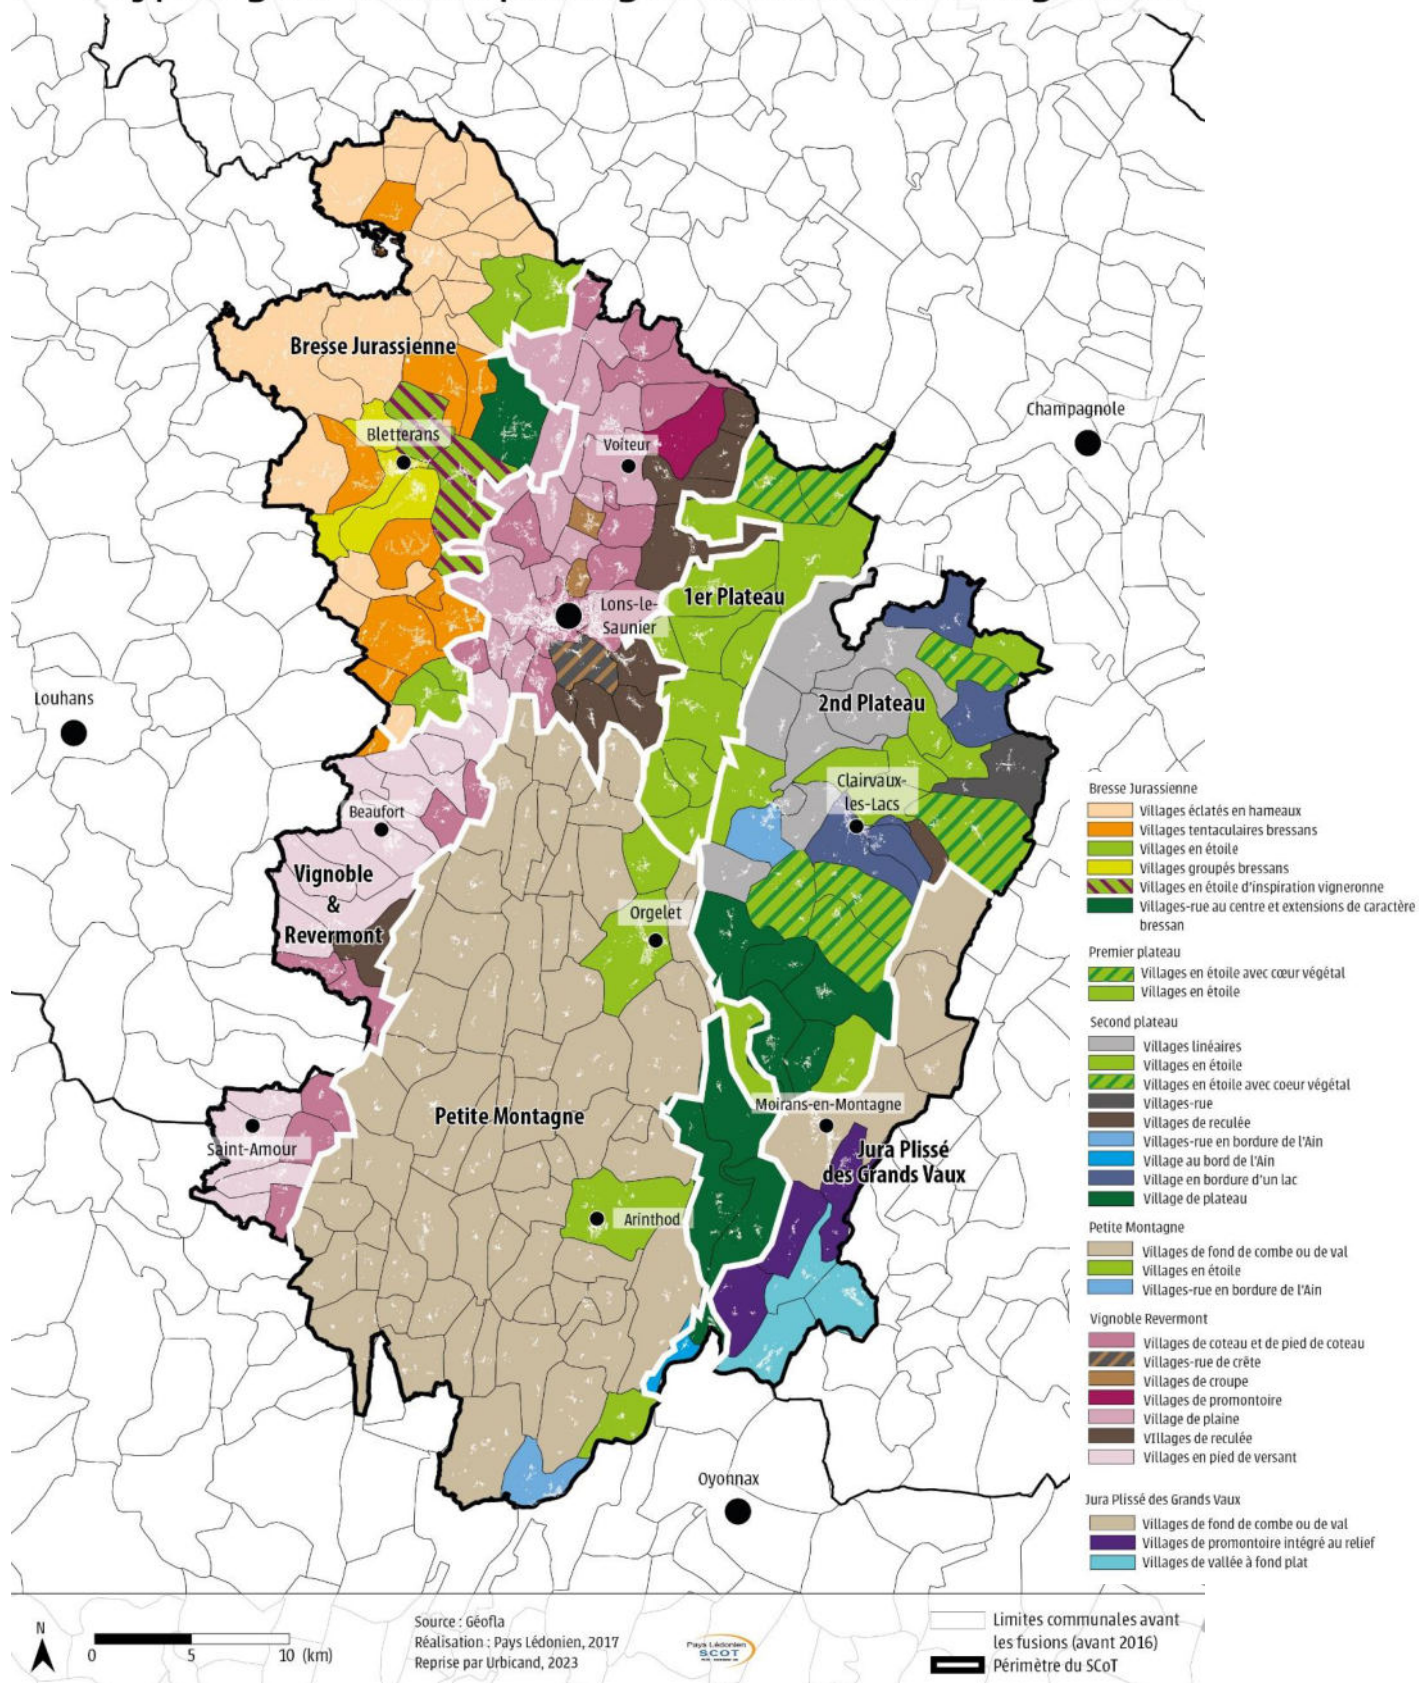 Bresse Jurassienne
Champagnole
Bletterans
Voiteur
Lons-le-
Saunier
1er Plateau
Louhans
2nd Plateau
Clairvaux-
les-Lacs
Beaufort
Vignoble
&
Revermont
Orgelet
Petite Montagne
Moirans-en-Montagne
Saint-Amour
Jura Plissé
des Grands Vaux
Arinthod
Oyonnax
Bresse Jurassienne
Villages éclatés en hameaux
Villages tentaculaires bressans
Villages en étoile
Villages groupés bressans
Villages en étoile d'inspiration vigneronne
Villages-rue au centre et extensions de caractère
bressan
Premier plateau
Villages en étoile avec cœur végétal
Villages en étoile
Second plateau
Villages linéaires
Villages en étoile
Villages en étoile avec coeur végétal
Villages-rue
Villages de reculée
Villages-rue en bordure de l'Ain
Village au bord de l'Ain
Village en bordure d'un lac
Village de plateau
Petite Montagne
Villages de fond de combe ou de val
Villages en étoile
Villages-rue en bordure de l'Ain
Vignoble Revermont
Villages de coteau et de pied de coteau
Villages-rue de crête
Villages de croupe
Villages de promontoire
Village de plaine
VIllages de reculée
Villages en pied de versant
Jura Plissé des Grands Vaux
Villages de fond de combe ou de val
Villages de promontoire intégré au relief
Villages de vallée à fond plat
N
0 5 10 (km)
Source : Géofla
Réalisation : Pays Lédonien, 2017
Reprise par Urbicand, 2023
Pays Lédonien
SCOT
Limites communales avant
les fusions (avant 2016)
Périmètre du SCoT